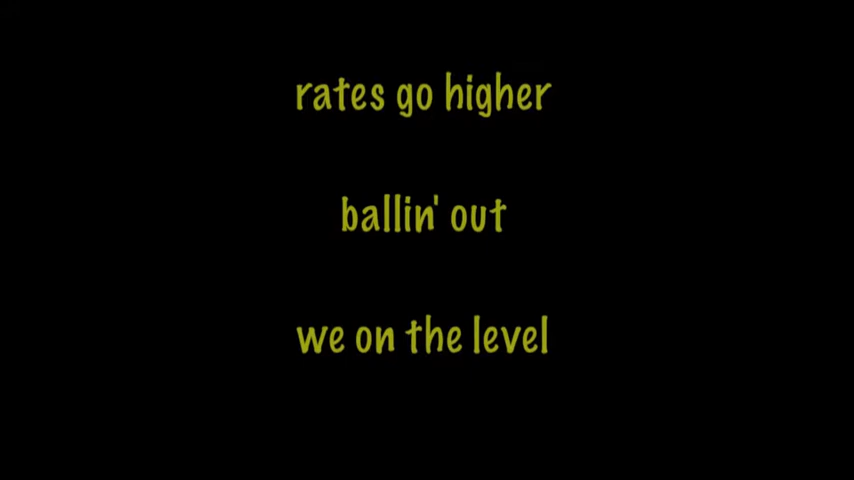 rates go higher
ballin' out
we on the level